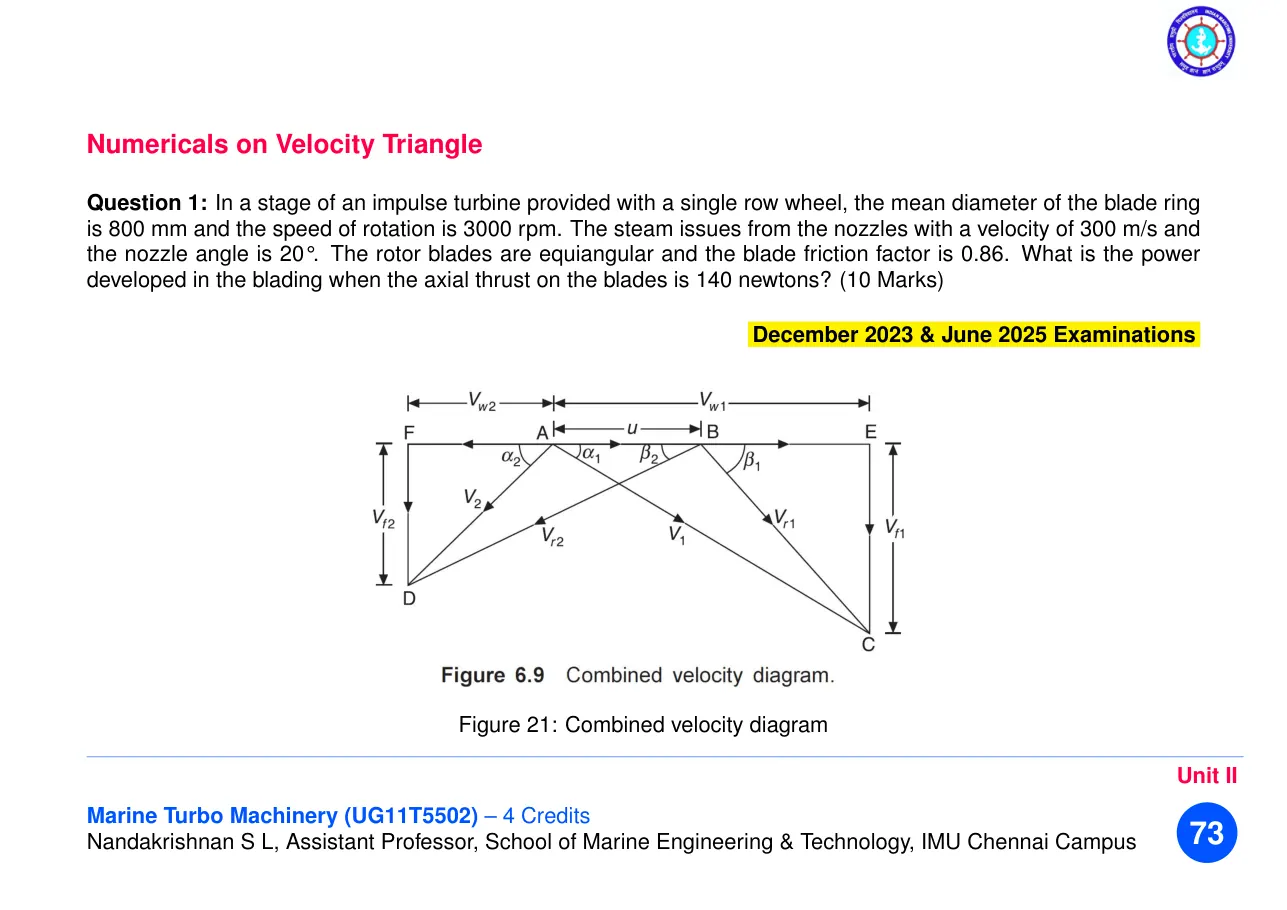 Numericals on Velocity Triangle
Question 1: In a stage of an impulse turbine provided with a single row wheel, the mean diameter of the blade ring
is 800 mm and the speed of rotation is 3000 rpm. The steam issues from the nozzles with a velocity of 300 m/s and
the nozzle angle is 20°. The rotor blades are equiangular and the blade friction factor is 0.86. What is the power
developed in the blading when the axial thrust on the blades is 140 newtons? (10 Marks)
December 2023 & June 2025 Examinations
Vw2 Vw1
F A u B E
α2 α1 β2 β1
V2
Vf2 Vr2 V1 Vr1 Vf1
D
C
Figure 6.9 Combined velocity diagram.
Figure 21: Combined velocity diagram
Unit II
Marine Turbo Machinery (UG11T5502) – 4 Credits
Nandakrishnan S L, Assistant Professor, School of Marine Engineering & Technology, IMU Chennai Campus
73